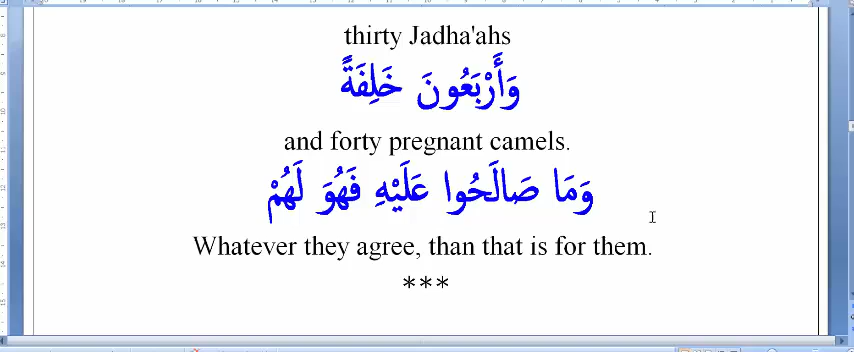 thirty Jadha'ahs
وَأَرْبَعُونَ خَلِفَةً
and forty pregnant camels.
وَمَا صَالَحُوا عَلَيْهِ فَهُوَ لَهُمْ
Whatever they agree, than that is for them.
***